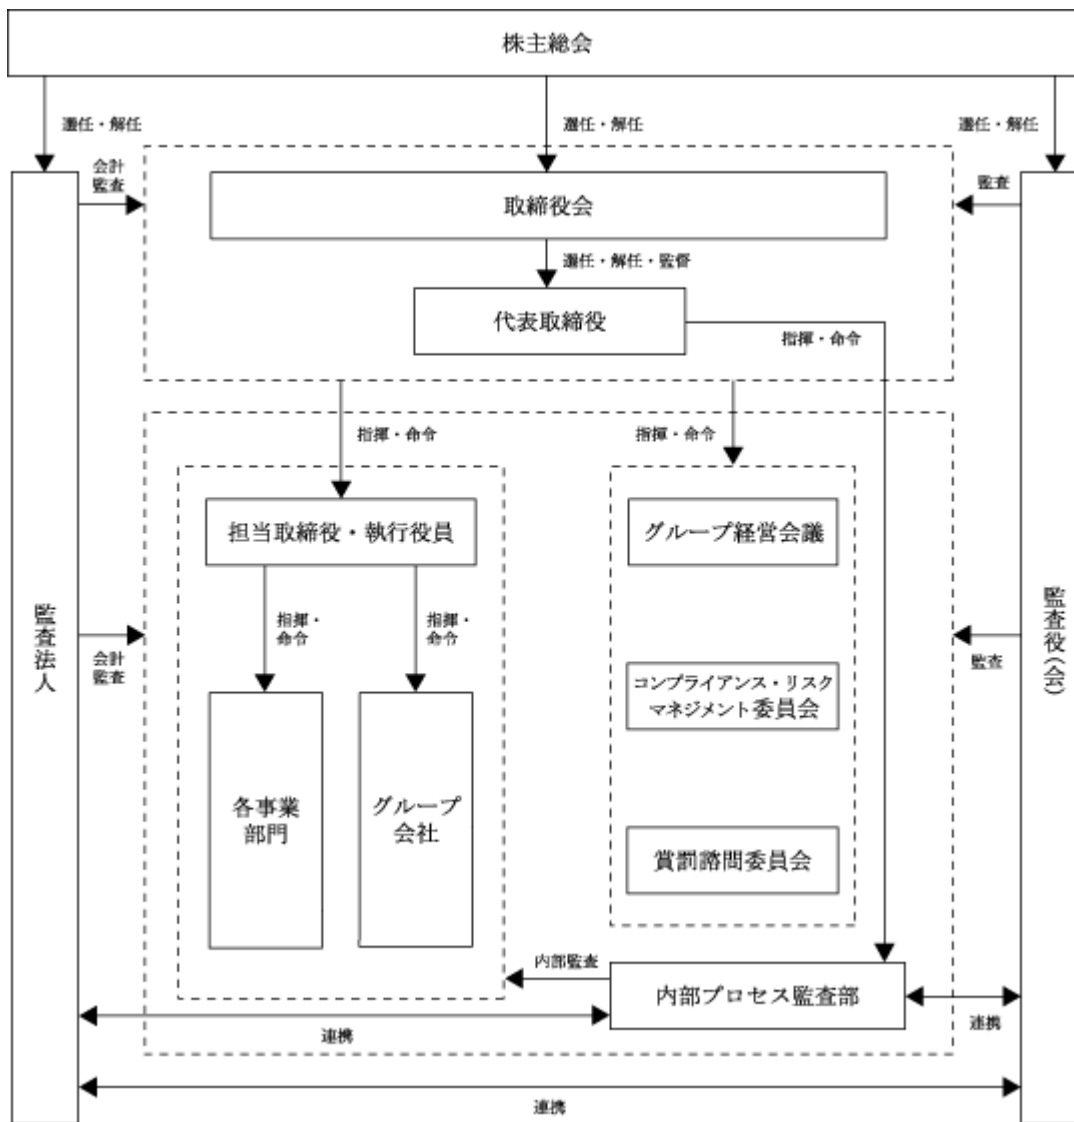 株主総会
選任・解任
選任・解任
選任・解任
会計
監査
監査
取締役会
選任・解任・監督
代表取締役
指揮・命令
指揮・命令
指揮・命令
担当取締役・執行役員
グループ経営会議
指揮・
命令
指揮・
命令
監査法人
会計
監査
監査
監査役(会)
コンプライアンス・リスク
マネジメント委員会
各事業
部門
グループ
会社
賞罰諮問委員会
内部監査
内部プロセス監査部
連携
連携
連携